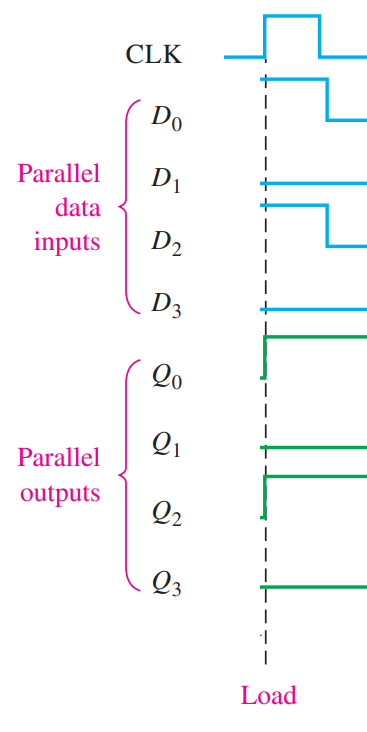 CLK
D0
D1
Parallel
data
inputs
D2
D3
Q0
Q1
Parallel
outputs
Q2
Q3
Load